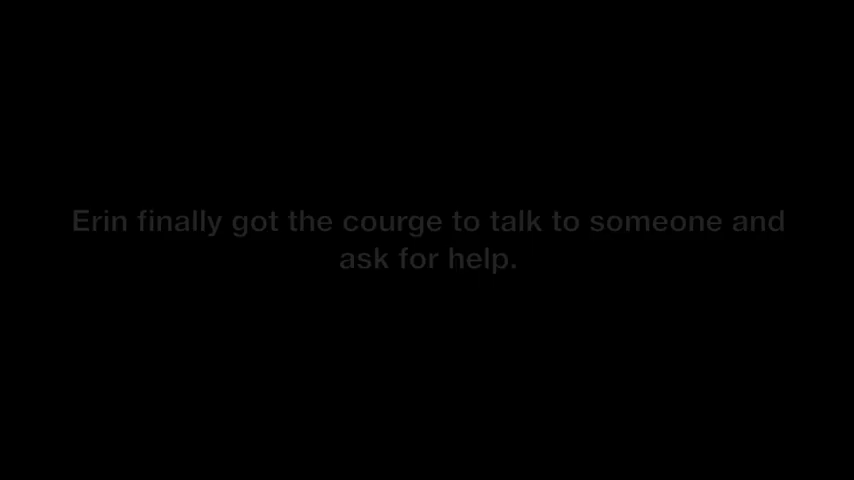 Erin finally got the courge to talk to someone and
ask for help.